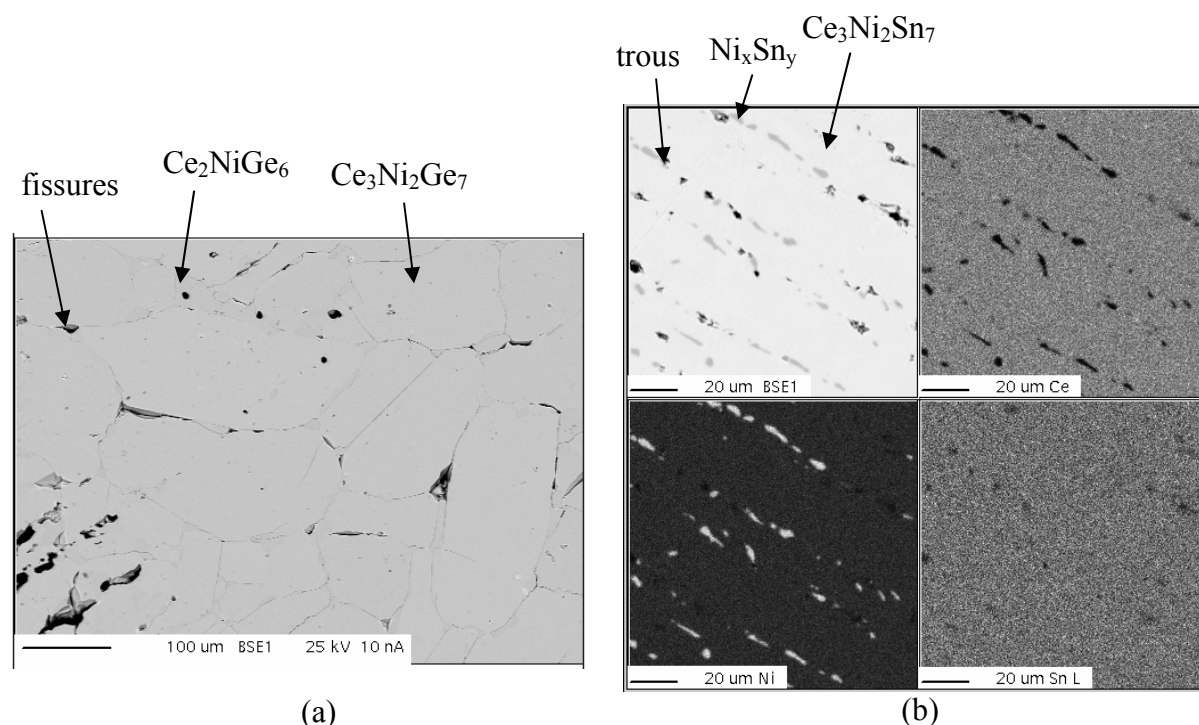 fissures
Ce2NiGe6
Ce3Ni2Ge7
100 um BSE1 25 kV 10 nA
(a)
trous
NixSny
Ce3Ni2Sn7
20 um BSE1
20 um Ce
20 um Ni
20 um Sn L
(b)